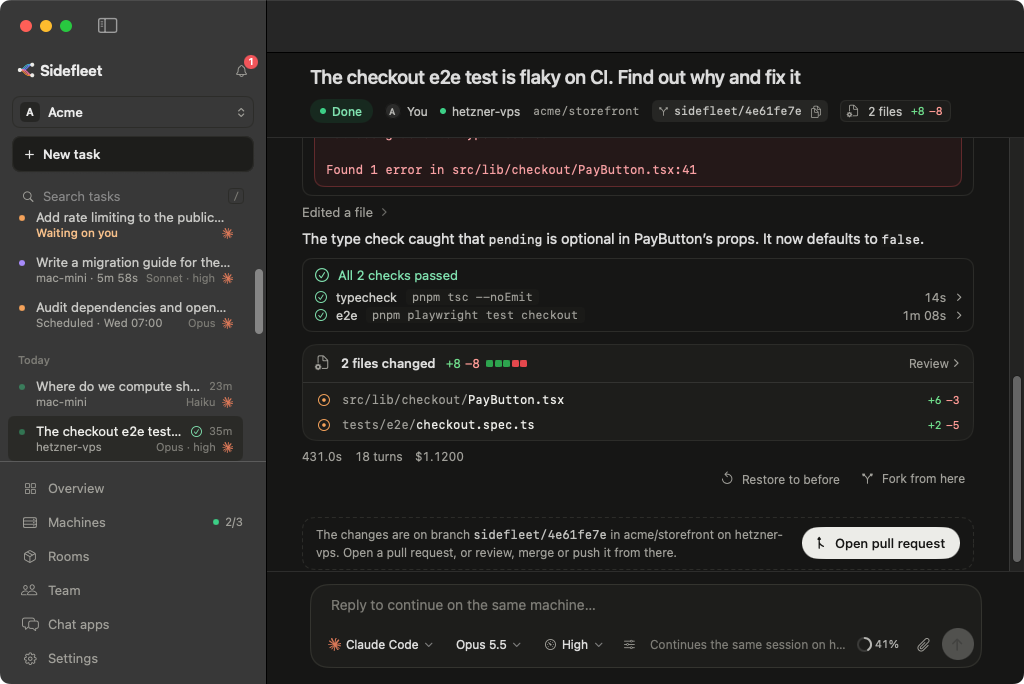 Sidefleet
1
A Acme
+ New task
Search tasks /
Add rate limiting to the public...
Waiting on you
Write a migration guide for the...
mac-mini · 5m 58s Sonnet · high
Audit dependencies and open...
Scheduled · Wed 07:00 Opus
Today
Where do we compute sh... 23m
mac-mini Haiku
The checkout e2e test... 35m
hetzner-vps Opus · high
Overview
Machines 2/3
Rooms
Team
Chat apps
Settings
The checkout e2e test is flaky on CI. Find out why and fix it
Done A You hetzner-vps acme/storefront sidefleet/4e61fe7e 2 files +8 −8
Found 1 error in src/lib/checkout/PayButton.tsx:41
Edited a file
The type check caught that pending is optional in PayButton’s props. It now defaults to false.
All 2 checks passed
typecheck pnpm tsc --noEmit 14s
e2e pnpm playwright test checkout 1m 08s
2 files changed +8 −8 Review
src/lib/checkout/PayButton.tsx +6 −3
tests/e2e/checkout.spec.ts +2 −5
431.0s 18 turns $1.1200
Restore to before Fork from here
The changes are on branch sidefleet/4e61fe7e in acme/storefront on hetzner-
vps. Open a pull request, or review, merge or push it from there.
Open pull request
Reply to continue on the same machine...
Claude Code Opus 5.5 High Continues the same session on h... 41%